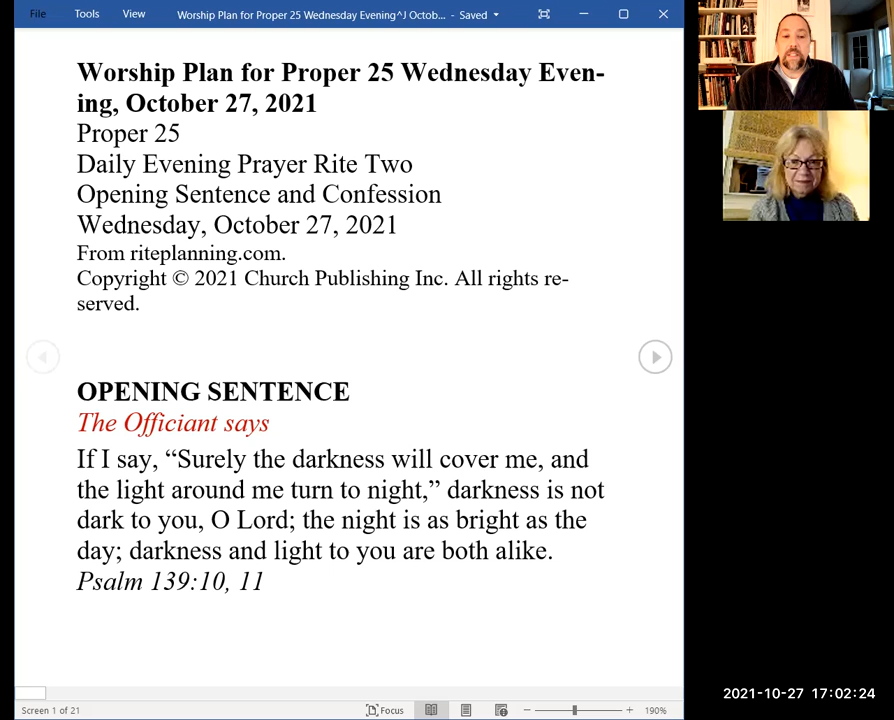 File Tools View Worship Plan for Proper 25 Wednesday Evening^J Octob... - Saved
Worship Plan for Proper 25 Wednesday Even-
ing, October 27, 2021
Proper 25
Daily Evening Prayer Rite Two
Opening Sentence and Confession
Wednesday, October 27, 2021
From riteplanning.com.
Copyright © 2021 Church Publishing Inc. All rights re-
served.
OPENING SENTENCE
The Officiant says
If I say, “Surely the darkness will cover me, and
the light around me turn to night,” darkness is not
dark to you, O Lord; the night is as bright as the
day; darkness and light to you are both alike.
Psalm 139:10, 11
Screen 1 of 21 Focus 190%
2021-10-27 17:02:24